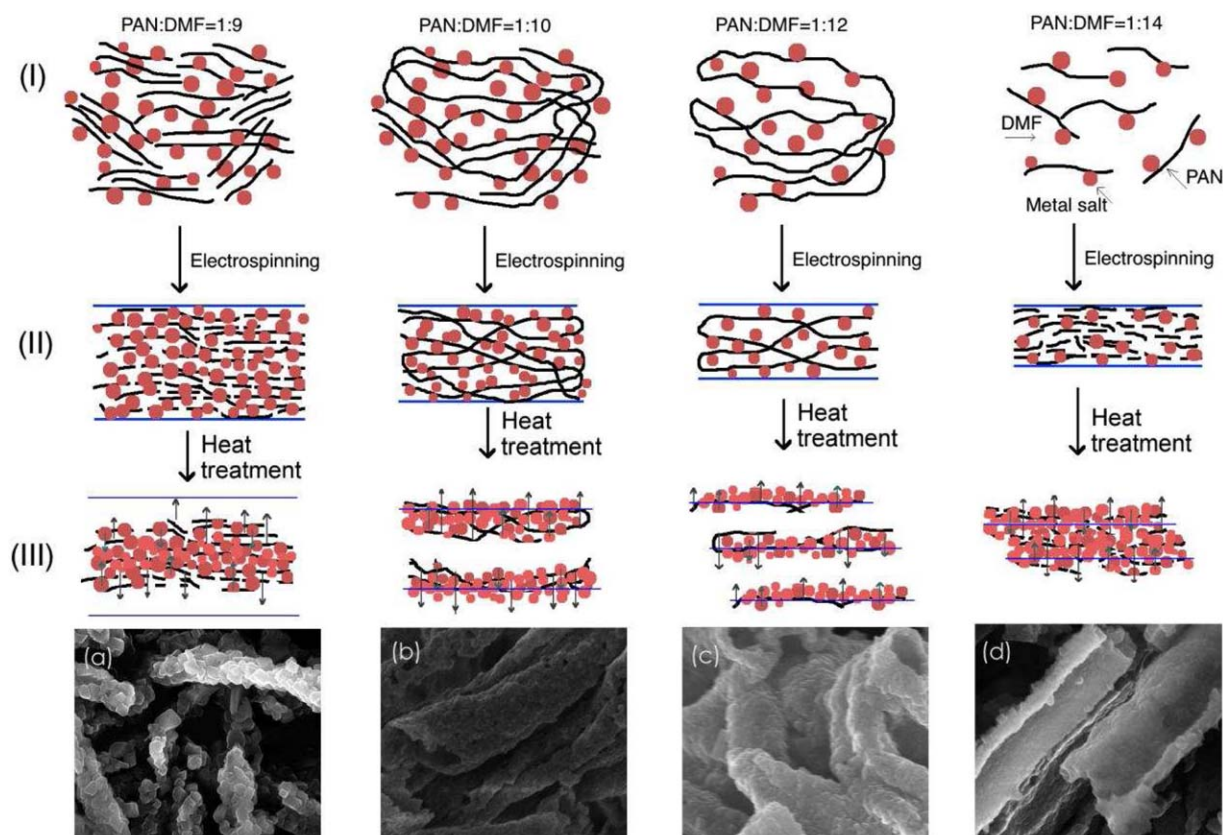 PAN:DMF=1:9
PAN:DMF=1:10
PAN:DMF=1:12
PAN:DMF=1:14
(I)
DMF
PAN
Metal salt
Electrospinning
Electrospinning
Electrospinning
Electrospinning
(II)
Heat
treatment
Heat
treatment
Heat
treatment
Heat
treatment
(III)
(a)
(b)
(c)
(d)